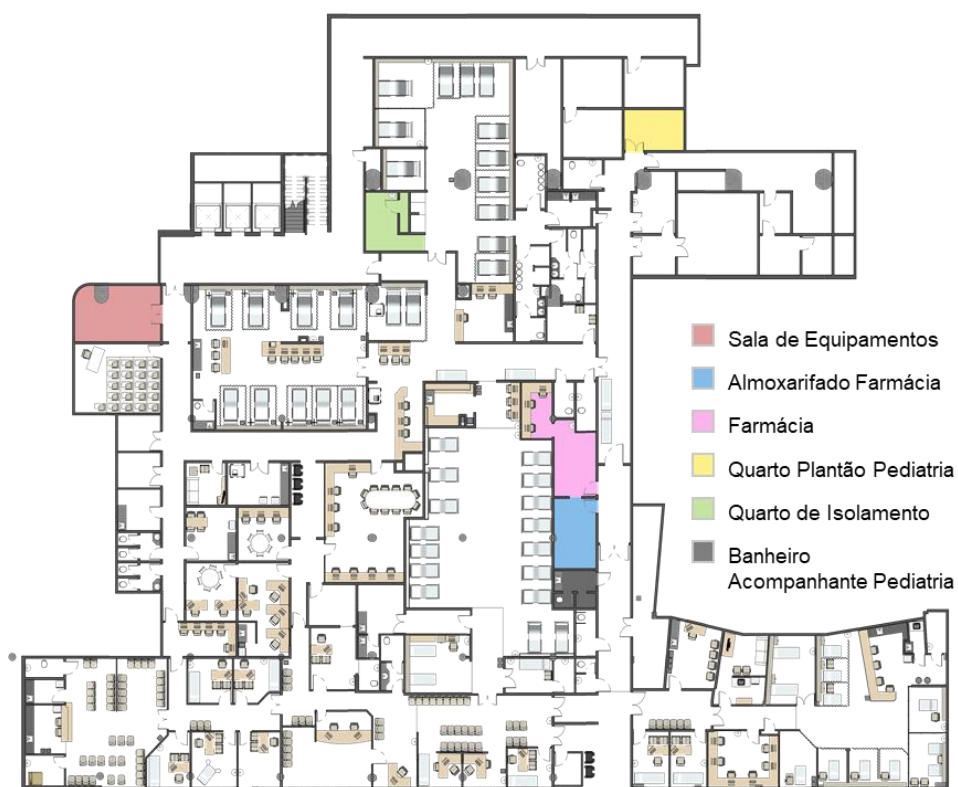 Sala de Equipamentos
Almoxarifado Farmácia
Farmácia
Quarto Plantão Pediatria
Quarto de Isolamento
Banheiro
Acompanhante Pediatria